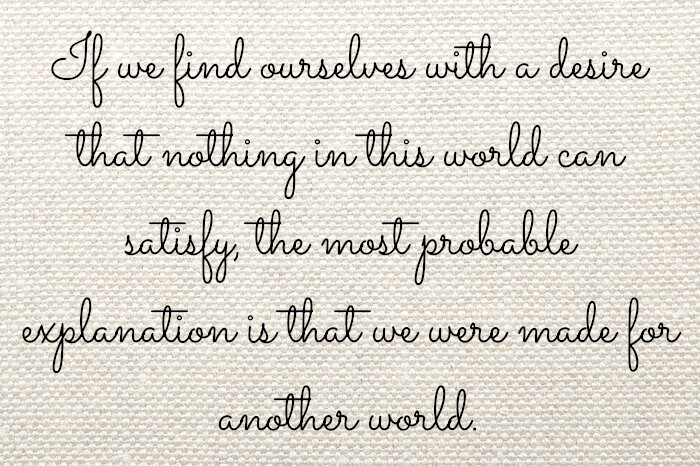 If we find ourselves with a desire
that nothing in this world can
satisfy, the most probable
explanation is that we were made for
another world.